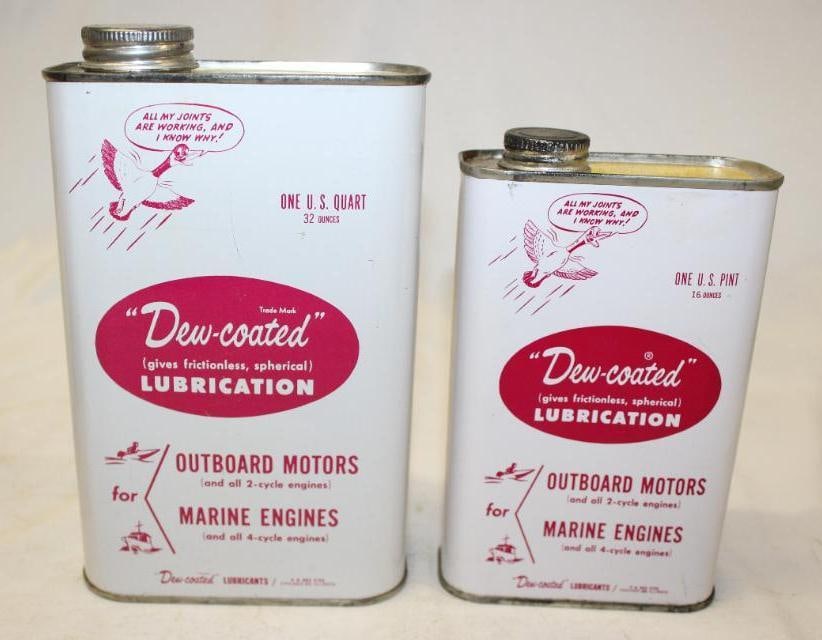 ALL MY JOINTS
ARE WORKING, AND
I KNOW WHY.!
ONE U.S. QUART
32 OUNCES
Trade Mark
"Dew-coated"
(gives frictionless, spherical)
LUBRICATION
for
OUTBOARD MOTORS
(and all 2-cycle engines)
MARINE ENGINES
(and all 4-cycle engines)
"Dew-coated" LUBRICANTS /
ALL MY JOINTS
ARE WORKING, AND
I KNOW WHY.!
ONE U.S. PINT
16 OUNCES
"Dew-coated®"
(gives frictionless, spherical)
LUBRICATION
for
OUTBOARD MOTORS
(and all 2-cycle engines)
MARINE ENGINES
(and all 4-cycle engines)
"Dew-coated" LUBRICANTS /